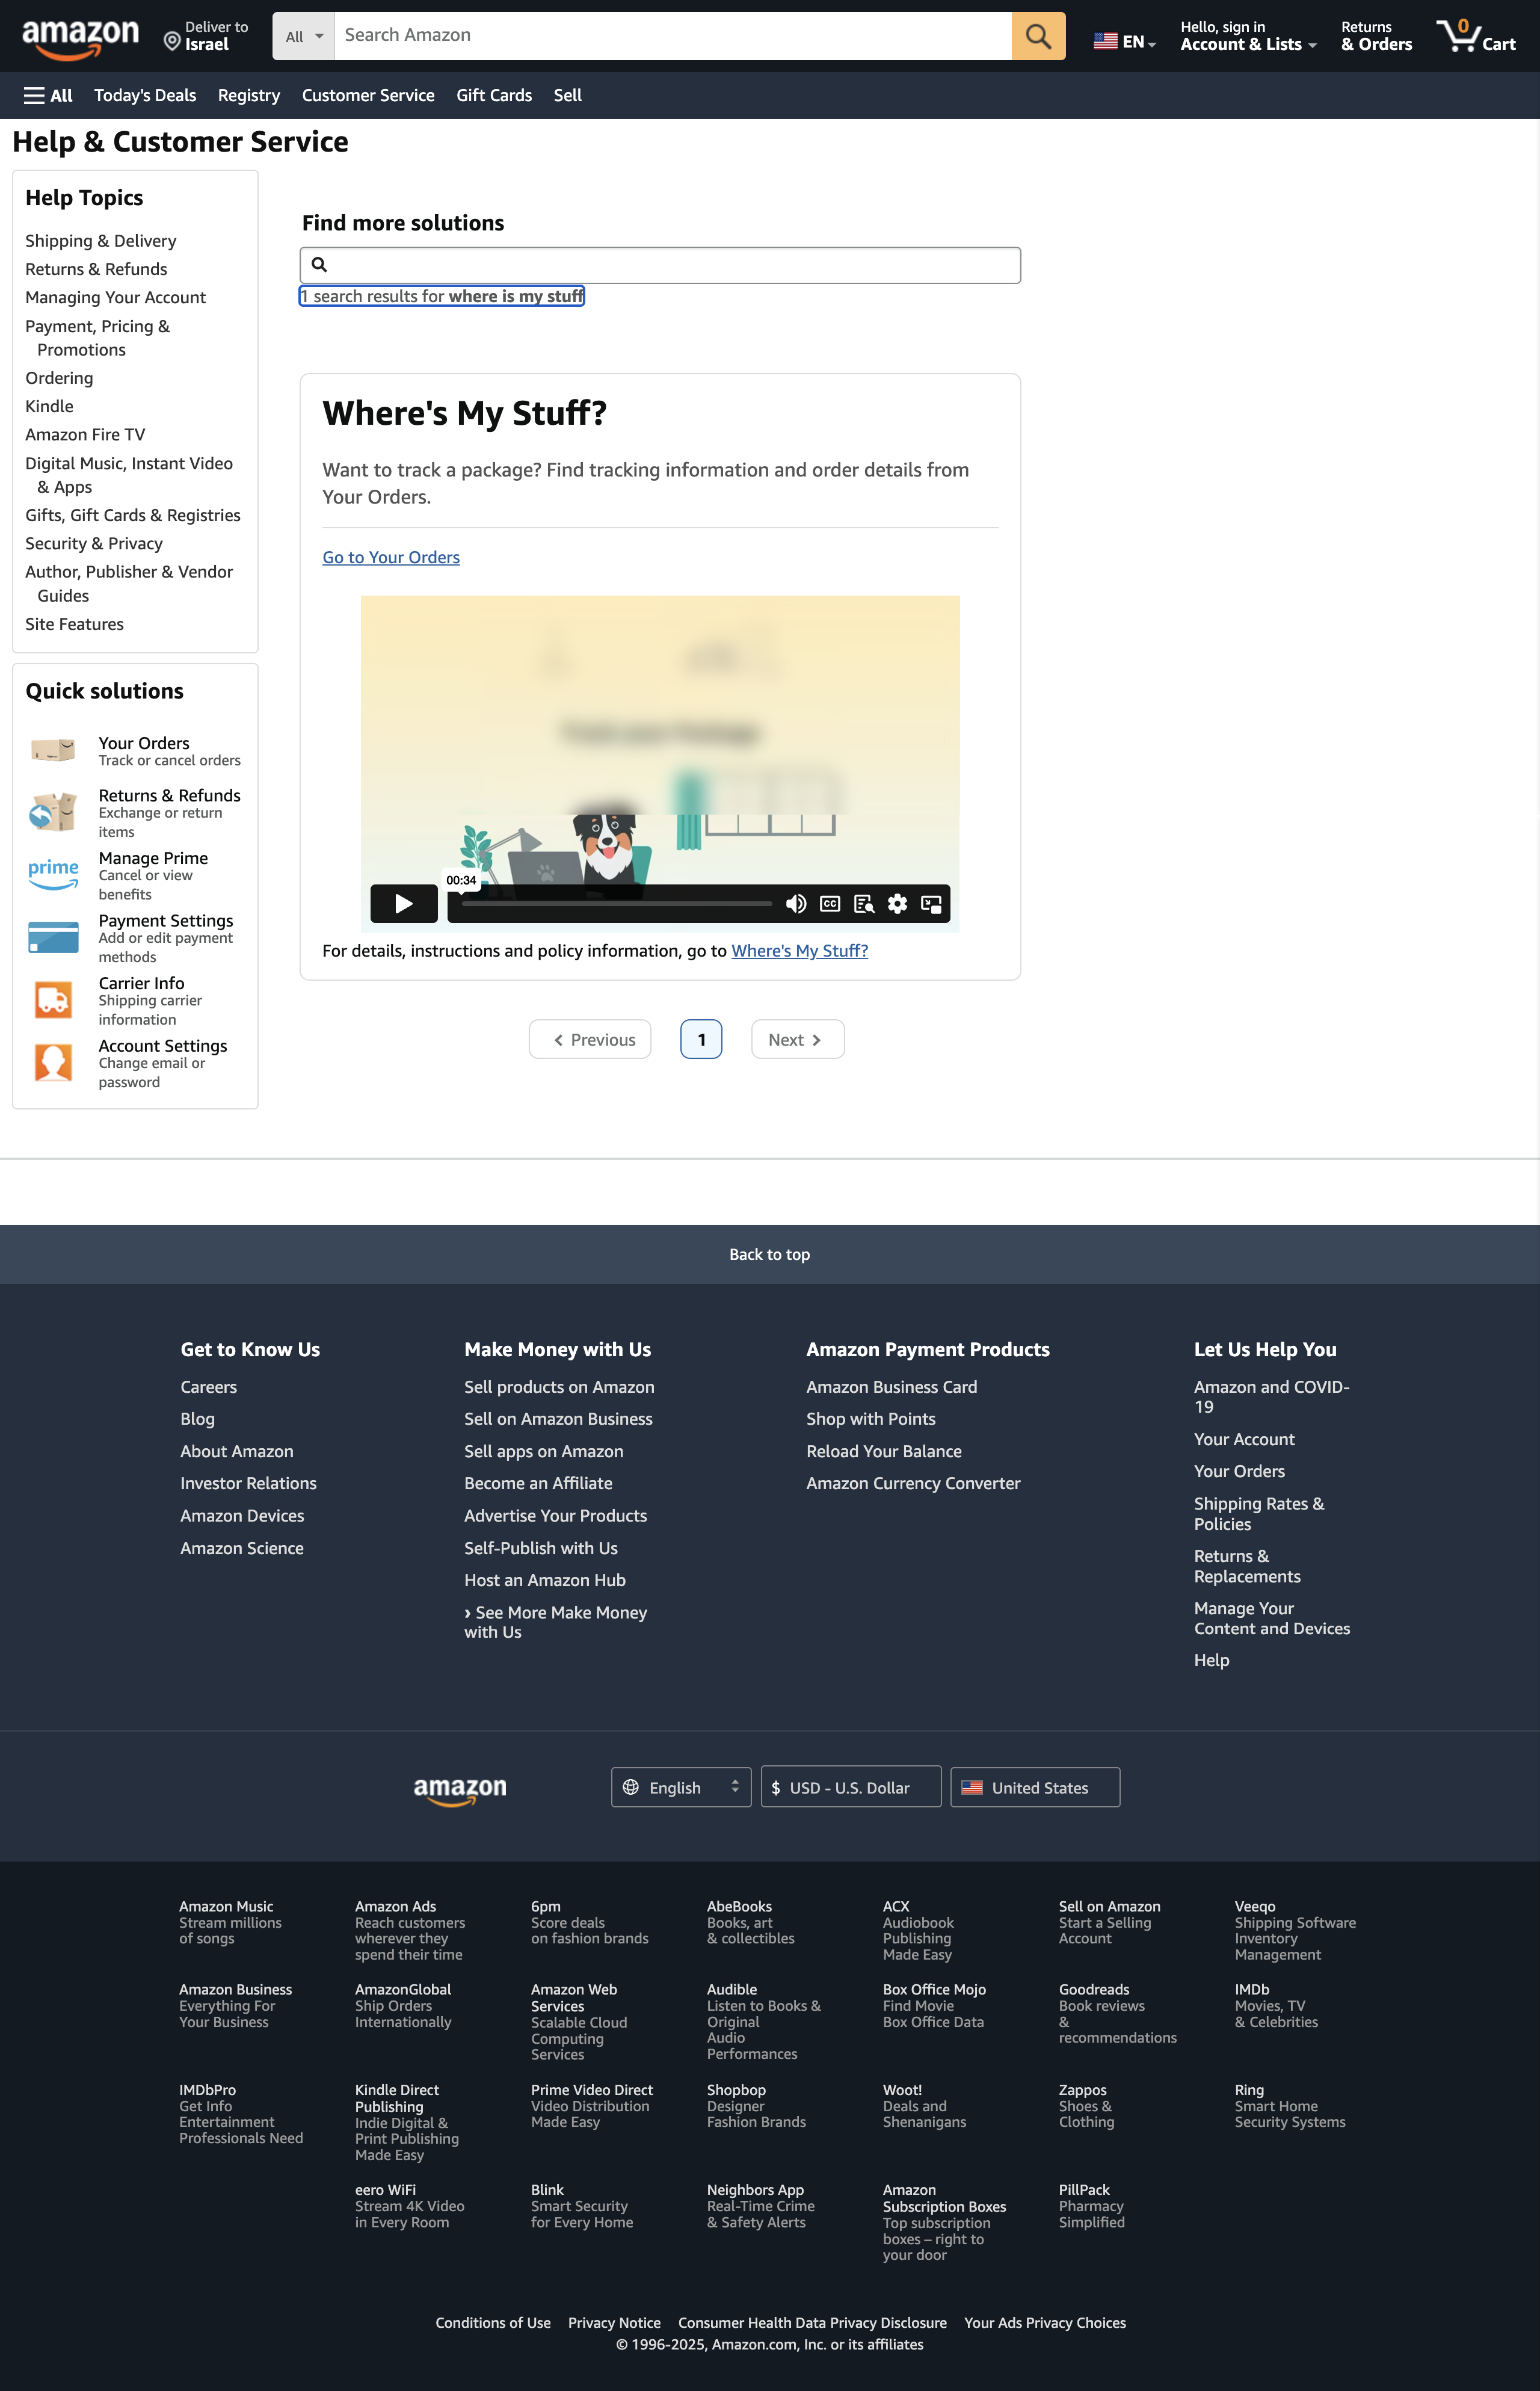 amazon
Deliver to
Israel
All
Search Amazon
EN
Hello, sign in
Account & Lists
Returns
& Orders
0
Cart
All
Today's Deals
Registry
Customer Service
Gift Cards
Sell
Help & Customer Service
Help Topics
Shipping & Delivery
Returns & Refunds
Managing Your Account
Payment, Pricing &
Promotions
Ordering
Kindle
Amazon Fire TV
Digital Music, Instant Video
& Apps
Gifts, Gift Cards & Registries
Security & Privacy
Author, Publisher & Vendor
Guides
Site Features
Quick solutions
Your Orders
Track or cancel orders
Returns & Refunds
Exchange or return
items
prime
Manage Prime
Cancel or view
benefits
Payment Settings
Add or edit payment
methods
Carrier Info
Shipping carrier
information
Account Settings
Change email or
password
Find more solutions
1 search results for where is my stuff
Where's My Stuff?
Want to track a package? Find tracking information and order details from
Your Orders.
Go to Your Orders
00:34
CC
For details, instructions and policy information, go to Where's My Stuff?
Previous
1
Next
Back to top
Get to Know Us
Careers
Blog
About Amazon
Investor Relations
Amazon Devices
Amazon Science
Make Money with Us
Sell products on Amazon
Sell on Amazon Business
Sell apps on Amazon
Become an Affiliate
Advertise Your Products
Self-Publish with Us
Host an Amazon Hub
› See More Make Money
with Us
Amazon Payment Products
Amazon Business Card
Shop with Points
Reload Your Balance
Amazon Currency Converter
Let Us Help You
Amazon and COVID-
19
Your Account
Your Orders
Shipping Rates &
Policies
Returns &
Replacements
Manage Your
Content and Devices
Help
amazon
English
$ USD - U.S. Dollar
United States
Amazon Music
Stream millions
of songs
Amazon Ads
Reach customers
wherever they
spend their time
6pm
Score deals
on fashion brands
AbeBooks
Books, art
& collectibles
ACX
Audiobook
Publishing
Made Easy
Sell on Amazon
Start a Selling
Account
Veeqo
Shipping Software
Inventory
Management
Amazon Business
Everything For
Your Business
AmazonGlobal
Ship Orders
Internationally
Amazon Web
Services
Scalable Cloud
Computing
Services
Audible
Listen to Books &
Original
Audio
Performances
Box Office Mojo
Find Movie
Box Office Data
Goodreads
Book reviews
&
recommendations
IMDb
Movies, TV
& Celebrities
IMDbPro
Get Info
Entertainment
Professionals Need
Kindle Direct
Publishing
Indie Digital &
Print Publishing
Made Easy
Prime Video Direct
Video Distribution
Made Easy
Shopbop
Designer
Fashion Brands
Woot!
Deals and
Shenanigans
Zappos
Shoes &
Clothing
Ring
Smart Home
Security Systems
eero WiFi
Stream 4K Video
in Every Room
Blink
Smart Security
for Every Home
Neighbors App
Real-Time Crime
& Safety Alerts
Amazon
Subscription Boxes
Top subscription
boxes – right to
your door
PillPack
Pharmacy
Simplified
Conditions of Use
Privacy Notice
Consumer Health Data Privacy Disclosure
Your Ads Privacy Choices
© 1996-2025, Amazon.com, Inc. or its affiliates